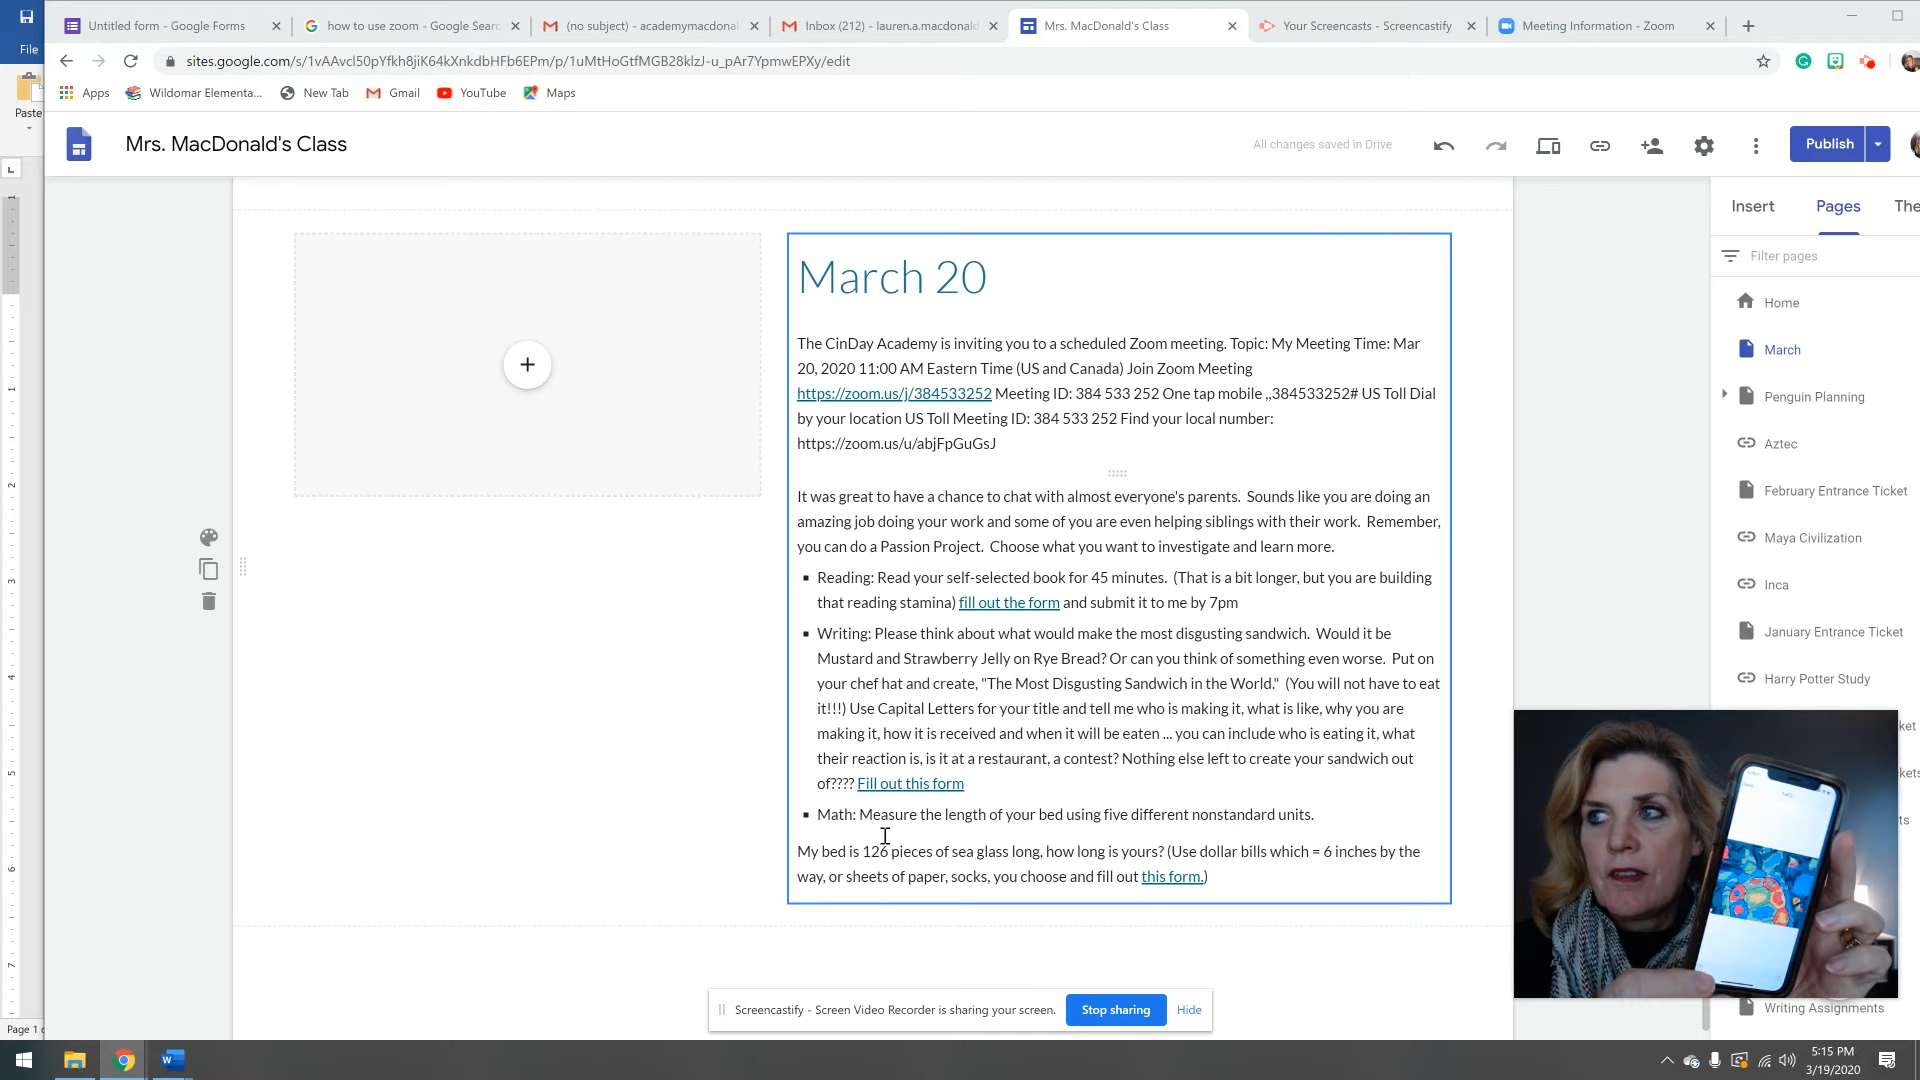 Untitled form - Google Forms
how to use zoom - Google Searc
(no subject) - academymacdonal
Inbox (212) - lauren.a.macdonald
Mrs. MacDonald's Class
Your Screencasts - Screencastify
Meeting Information - Zoom
File
sites.google.com/s/1vAAvcl50pYfkh8jiK64kXnkdbHFb6EPm/p/1uMtHoGtfMGB28klzJ-u_pAr7YpmwEPXy/edit
Paste
Apps
Wildomar Elementa...
New Tab
Gmail
YouTube
Maps
Mrs. MacDonald's Class
All changes saved in Drive
Publish
Insert
Pages
The
Filter pages
Home
March
Penguin Planning
Aztec
February Entrance Ticket
Maya Civilization
Inca
January Entrance Ticket
Harry Potter Study
Writing Assignments
March 20
The CinDay Academy is inviting you to a scheduled Zoom meeting. Topic: My Meeting Time: Mar
20, 2020 11:00 AM Eastern Time (US and Canada) Join Zoom Meeting
https://zoom.us/j/384533252 Meeting ID: 384 533 252 One tap mobile ,,384533252# US Toll Dial
by your location US Toll Meeting ID: 384 533 252 Find your local number:
https://zoom.us/u/abjFpGuGsJ
It was great to have a chance to chat with almost everyone's parents. Sounds like you are doing an
amazing job doing your work and some of you are even helping siblings with their work. Remember,
you can do a Passion Project. Choose what you want to investigate and learn more.
▪ Reading: Read your self-selected book for 45 minutes. (That is a bit longer, but you are building
that reading stamina) fill out the form and submit it to me by 7pm
▪ Writing: Please think about what would make the most disgusting sandwich. Would it be
Mustard and Strawberry Jelly on Rye Bread? Or can you think of something even worse. Put on
your chef hat and create, "The Most Disgusting Sandwich in the World." (You will not have to eat
it!!!) Use Capital Letters for your title and tell me who is making it, what is like, why you are
making it, how it is received and when it will be eaten ... you can include who is eating it, what
their reaction is, is it at a restaurant, a contest? Nothing else left to create your sandwich out
of???? Fill out this form
▪ Math: Measure the length of your bed using five different nonstandard units.
My bed is 126 pieces of sea glass long, how long is yours? (Use dollar bills which = 6 inches by the
way, or sheets of paper, socks, you choose and fill out this form.)
Screencastify - Screen Video Recorder is sharing your screen.
Stop sharing
Hide
Page 1
5:15 PM
3/19/2020